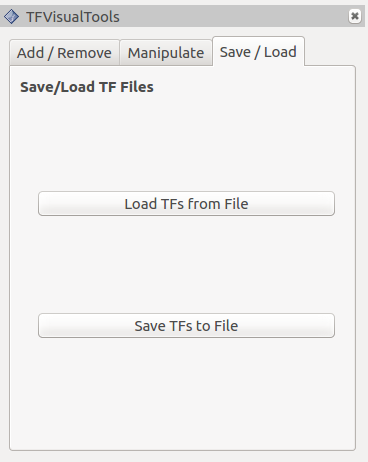 TFVisualTools
Add / Remove
Manipulate
Save / Load
Save/Load TF Files
Load TFs from File
Save TFs to File